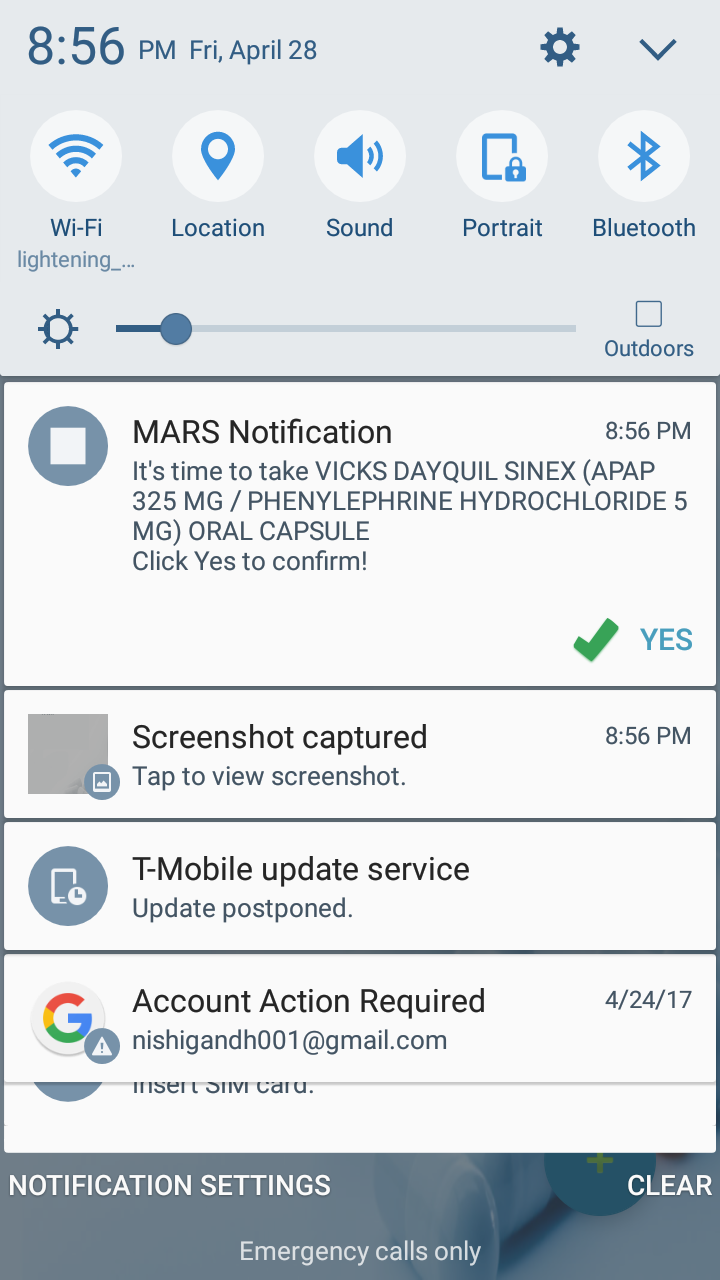 8:56 PM Fri, April 28
Wi-Fi Location Sound Portrait Bluetooth
lightening_...
Outdoors
MARS Notification 8:56 PM
It's time to take VICKS DAYQUIL SINEX (APAP
325 MG / PHENYLEPHRINE HYDROCHLORIDE 5
MG) ORAL CAPSULE
Click Yes to confirm!
YES
Screenshot captured 8:56 PM
Tap to view screenshot.
T-Mobile update service
Update postponed.
Account Action Required 4/24/17
nishigandh001@gmail.com
Insert SIM card.
NOTIFICATION SETTINGS CLEAR
Emergency calls only